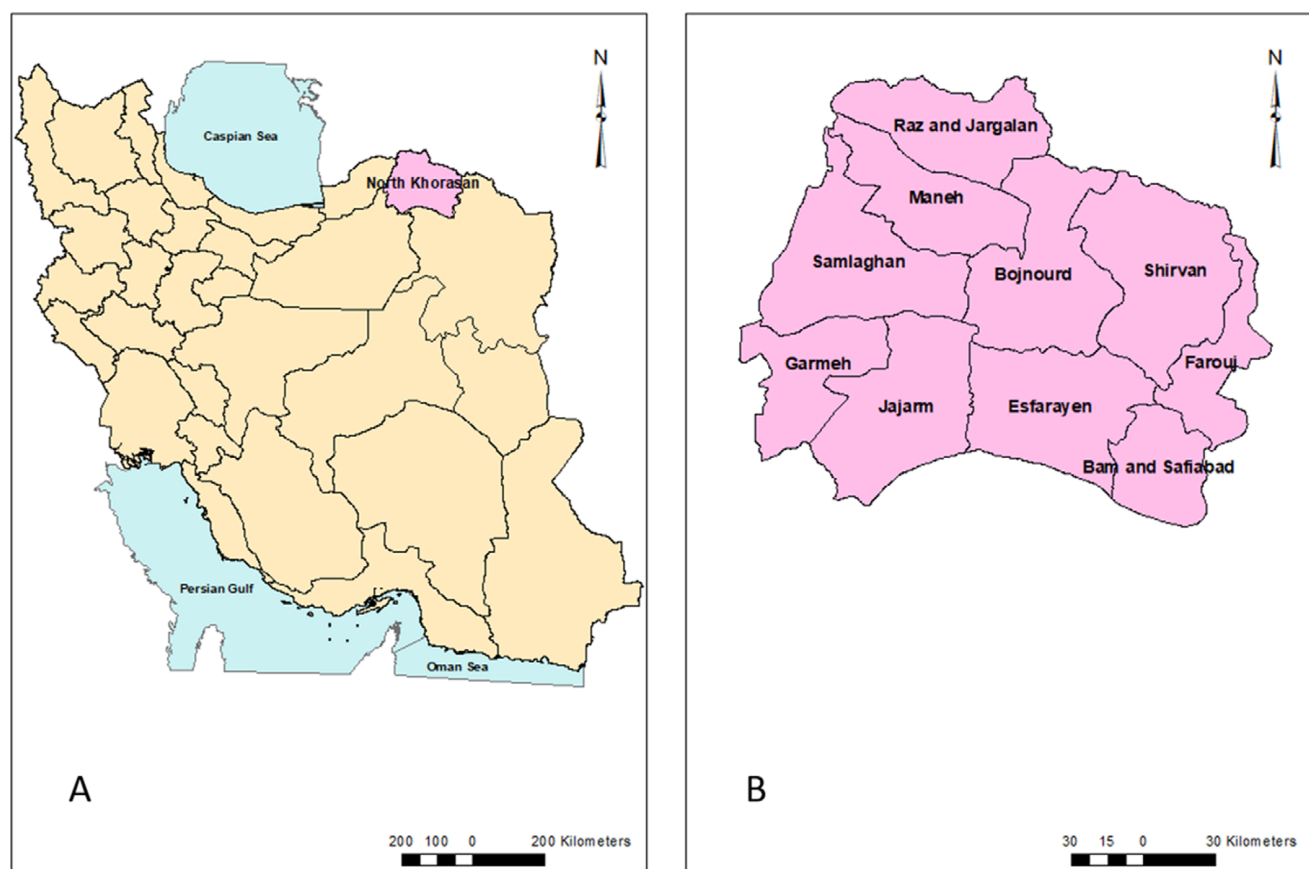 N
Caspian Sea
North Khorasan
Persian Gulf
Oman Sea
A
200 100 0 200 Kilometers
N
Raz and Jargalan
Maneh
Samlaghan
Bojnourd
Shirvan
Garmeh
Farouj
Jajarm
Esfarayen
Bam and Safiabad
B
30 15 0 30 Kilometers